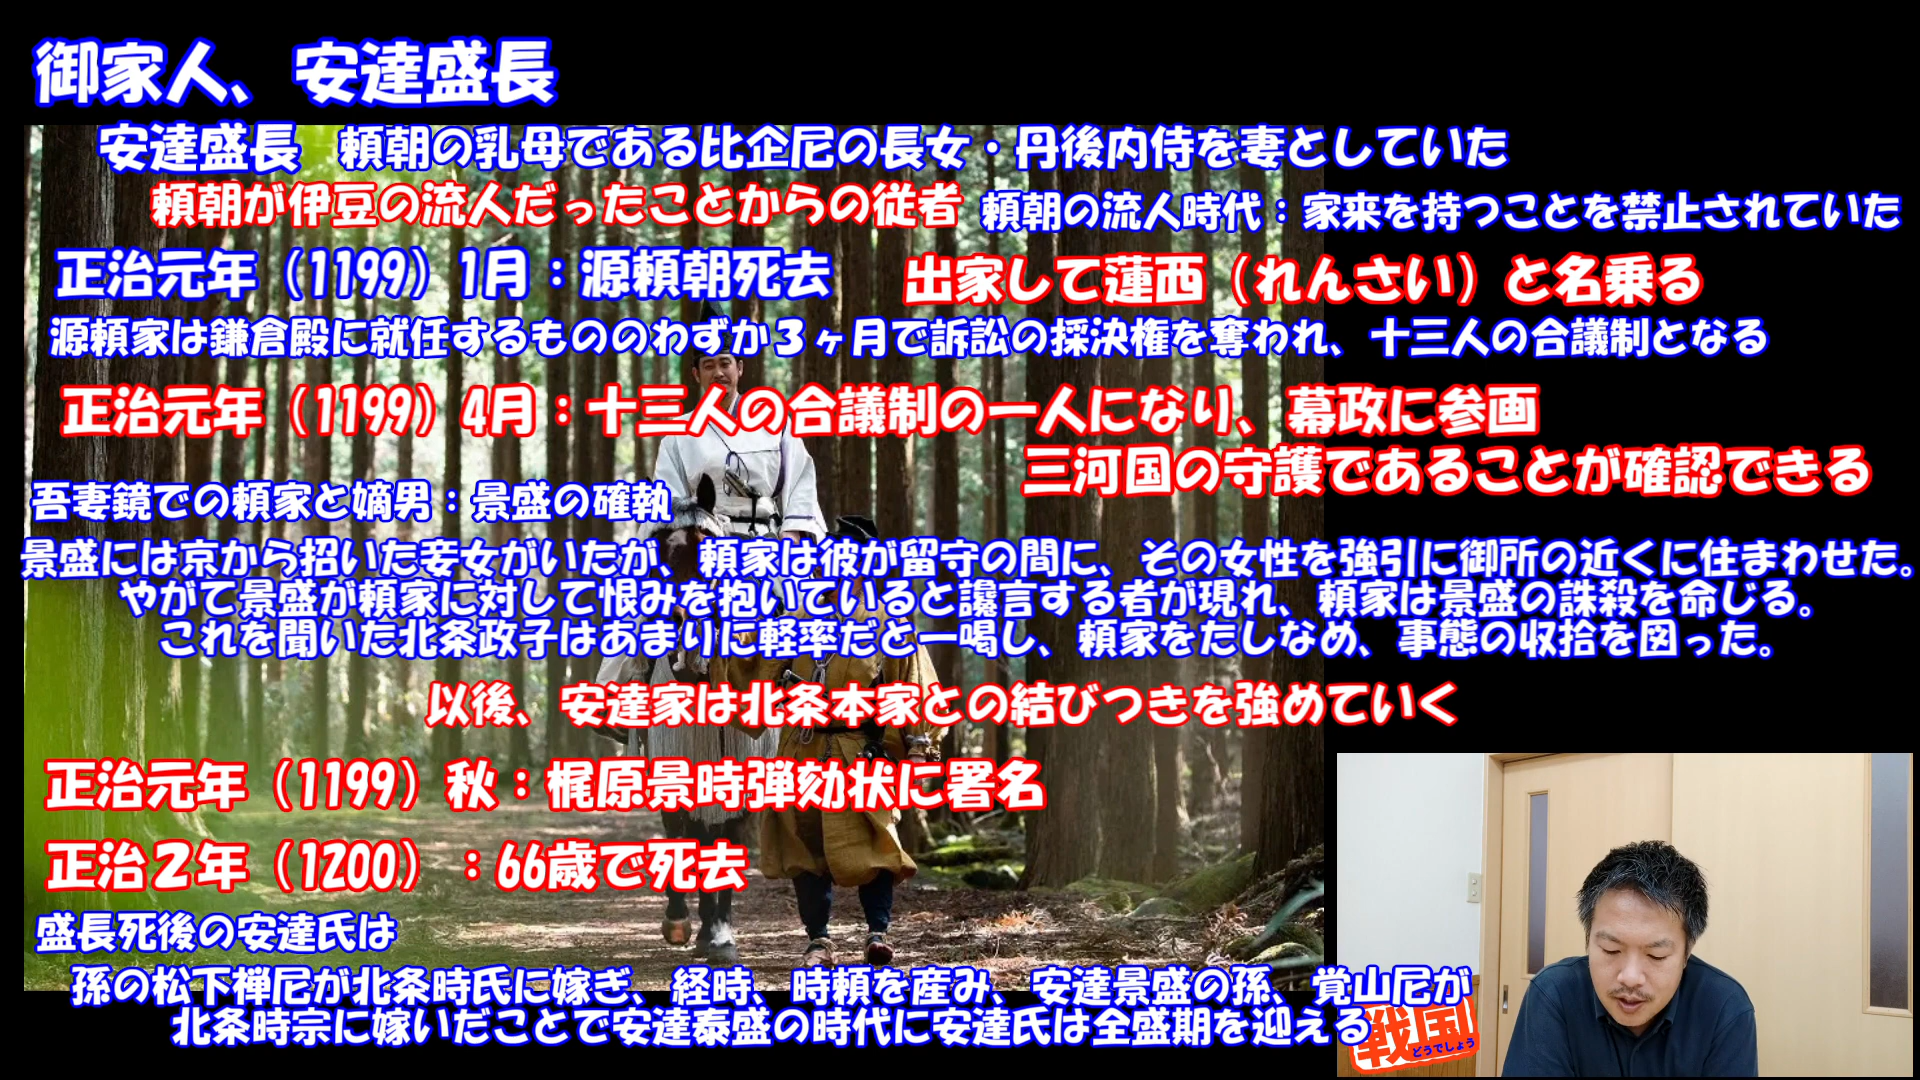 御家人、安達盛長
安達盛長 頼朝の乳母である比企尼の長女・丹後内侍を妻としていた
頼朝が伊豆の流人だったことからの従者 頼朝の流人時代：家来を持つことを禁止されていた
正治元年（1199）1月：源頼朝死去 出家して蓮西（れんさい）と名乗る
源頼家は鎌倉殿に就任するもののわずか３ヶ月で訴訟の採決権を奪われ、十三人の合議制となる
正治元年（1199）4月：十三人の合議制の一人になり、幕政に参画
三河国の守護であることが確認できる
吾妻鏡での頼家と嫡男：景盛の確執
景盛には京から招いた妾女がいたが、頼家は彼が留守の間に、その女性を強引に御所の近くに住まわせた。
やがて景盛が頼家に対して恨みを抱いていると讒言する者が現れ、頼家は景盛の誅殺を命じる。
これを聞いた北条政子はあまりに軽率だと一喝し、頼家をたしなめ、事態の収拾を図った。
以後、安達家は北条本家との結びつきを強めていく
正治元年（1199）秋：梶原景時弾劾状に署名
正治２年（1200）：66歳で死去
盛長死後の安達氏は
孫の松下禅尼が北条時氏に嫁ぎ、経時、時頼を産み、安達景盛の孫、覚山尼が
北条時宗に嫁いだことで安達泰盛の時代に安達氏は全盛期を迎える
戦国
どうでしょう